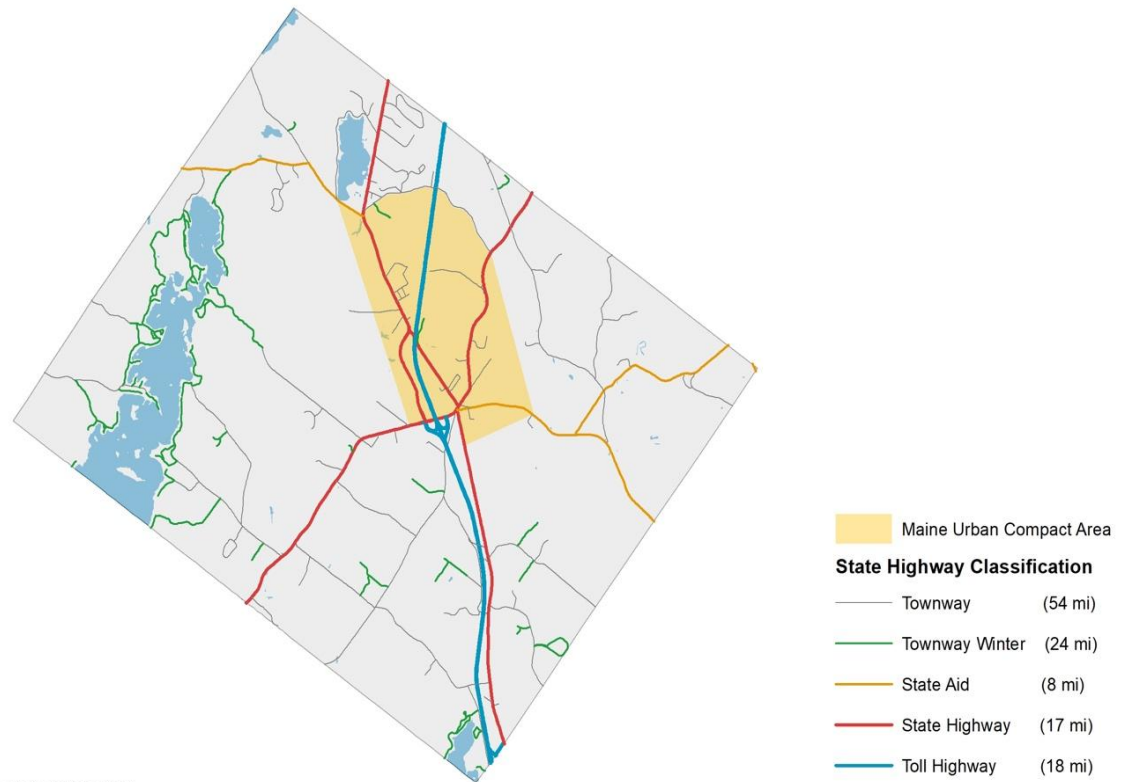 Maine Urban Compact Area
State Highway Classification
Townway (54 mi)
Townway Winter (24 mi)
State Aid (8 mi)
State Highway (17 mi)
Toll Highway (18 mi)